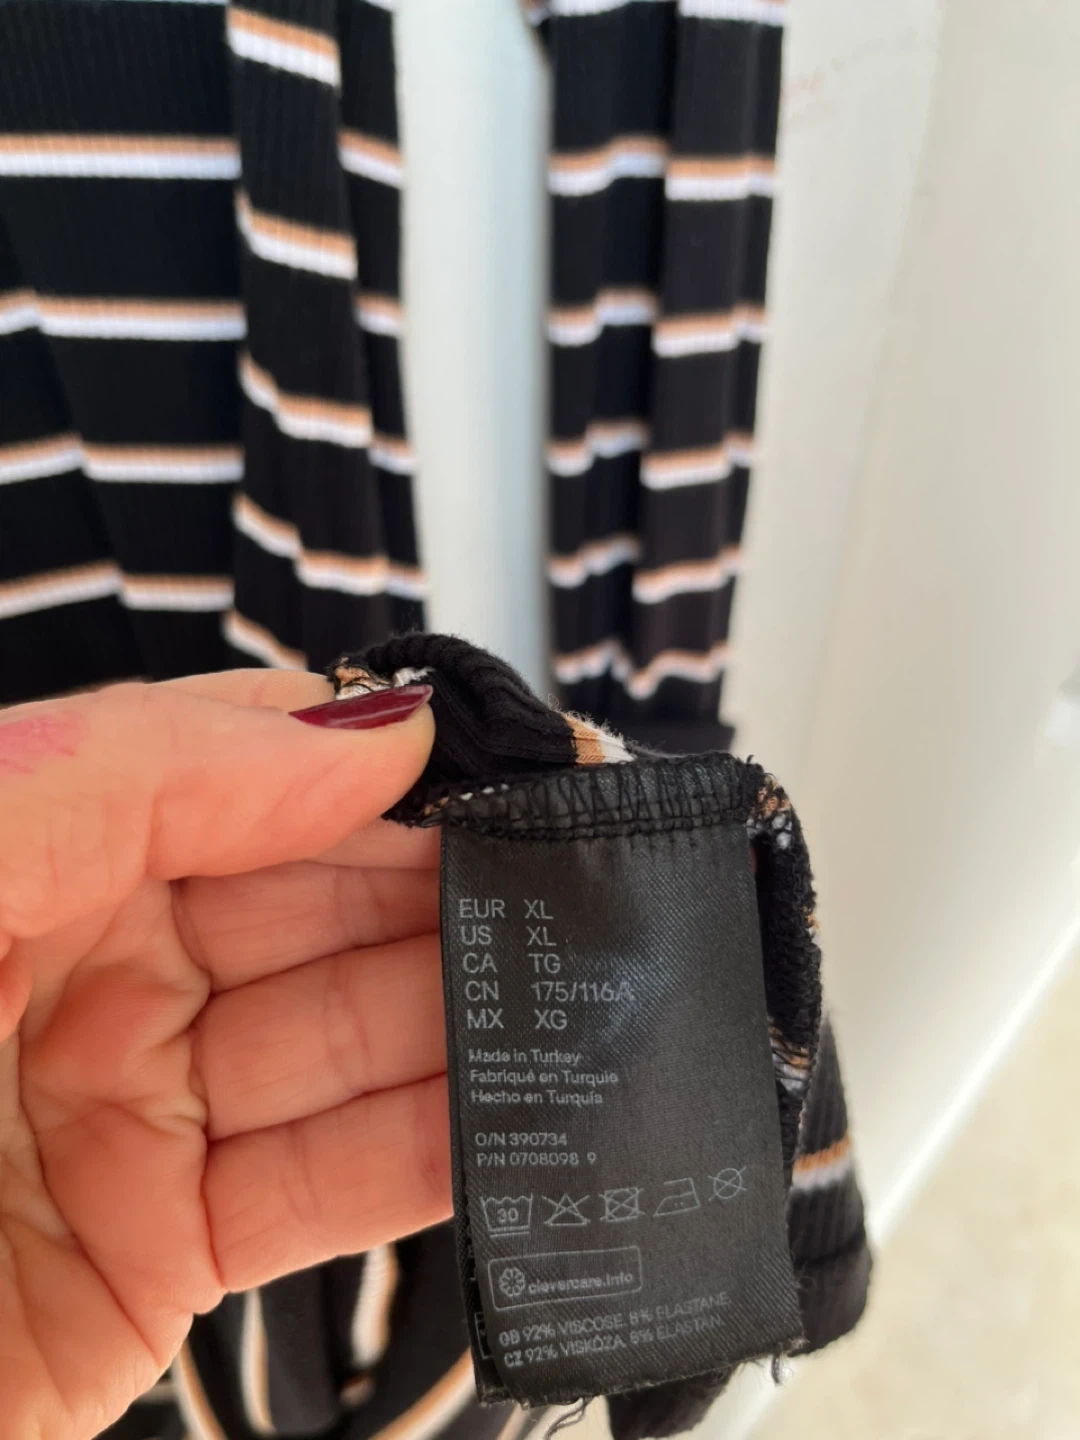 EUR XL
US XL
CA TG
CN 175/116A
MX XG
Made in Turkey
Fabriqué en Turquie
Hecho en Turquía
O/N 390734
P/N 0708098 9
30
clevercare.info
GB 92% VISCOSE. 8% ELASTANE.
CZ 92% VISKÓZA. 8% ELASTAN.